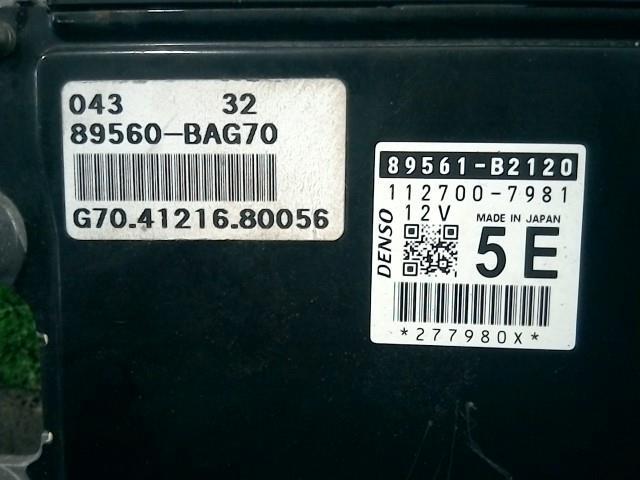 043 32
89560-BAG70
G70.41216.80056
89561-B2120
112700-7981
12V
MADE IN JAPAN
DENSO
5E
*277980X*